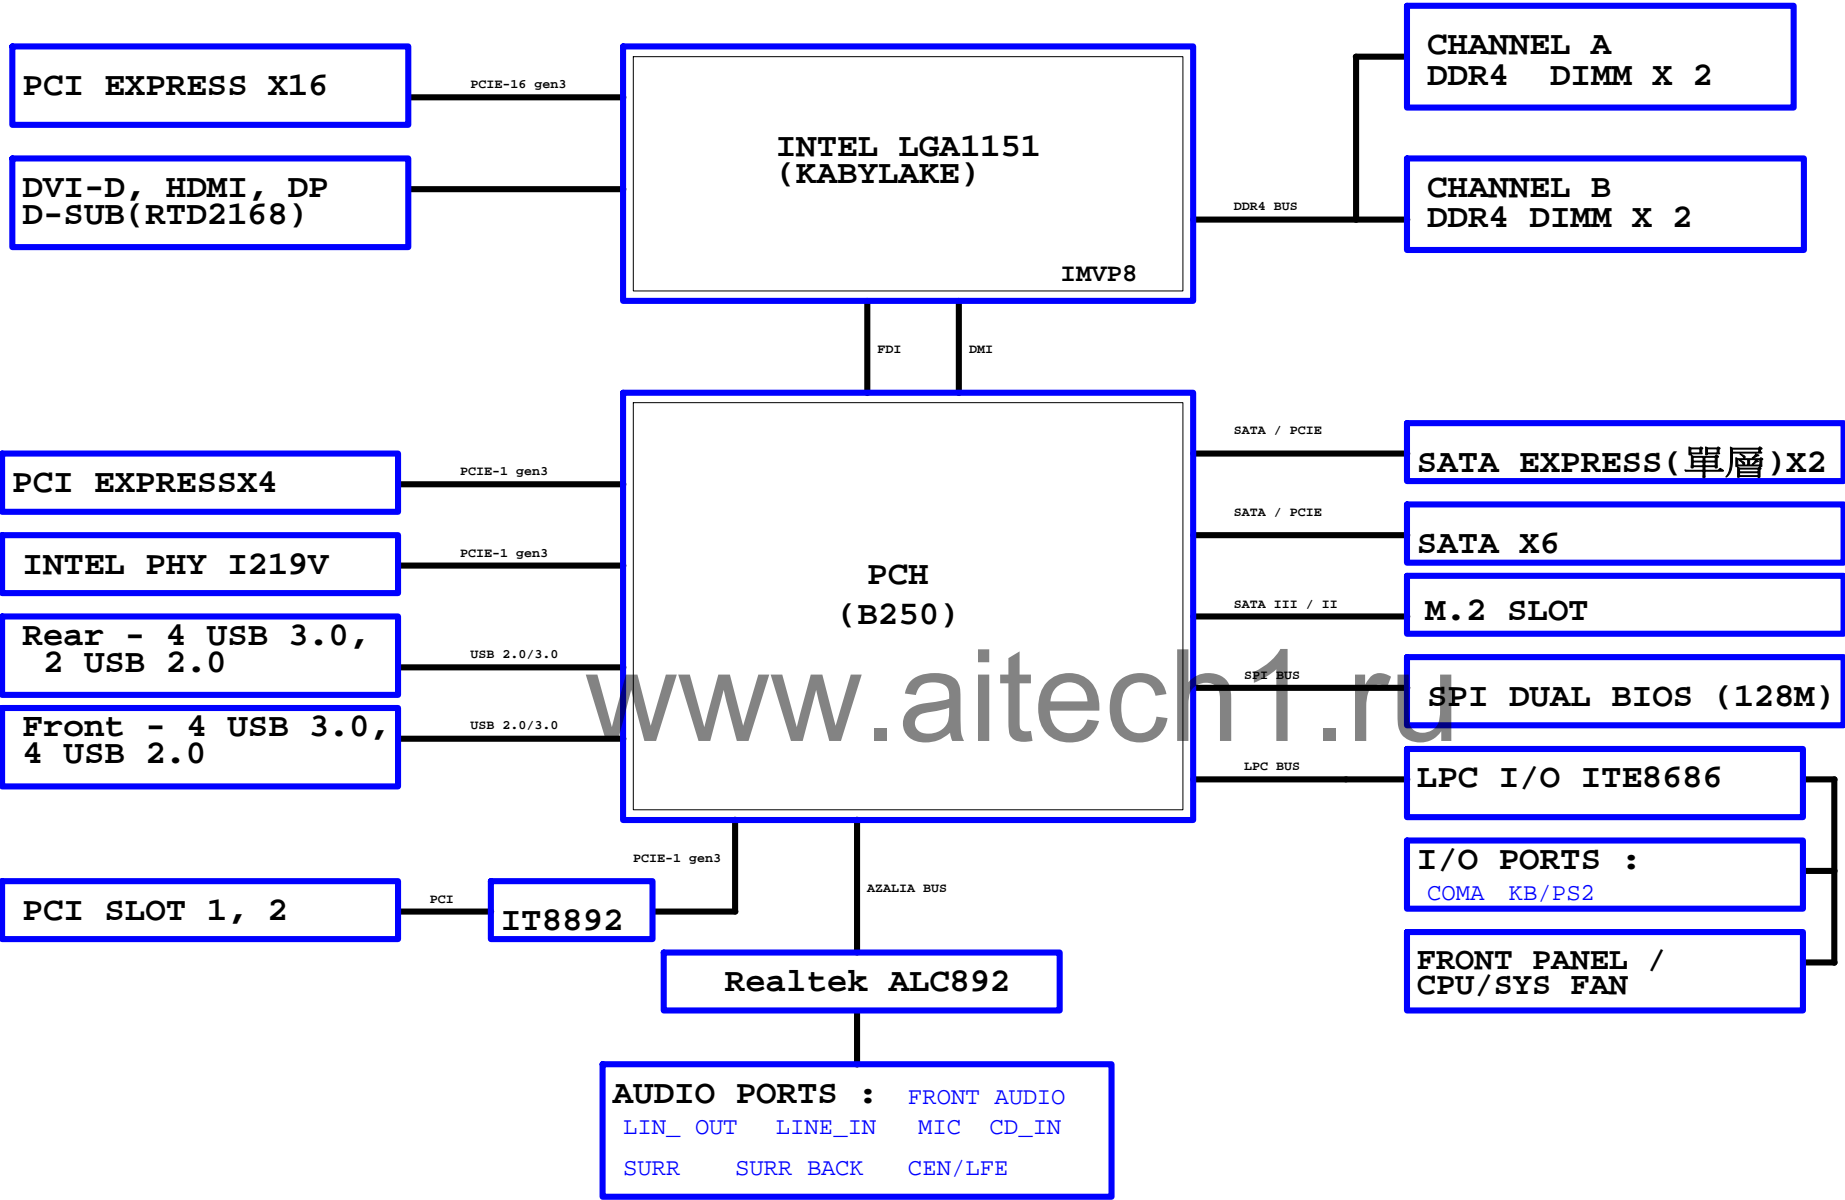 PCI EXPRESS X16
PCIE-16 gen3
DVI-D, HDMI, DP
D-SUB(RTD2168)
INTEL LGA1151
(KABYLAKE)
IMVP8
DDR4 BUS
CHANNEL A
DDR4 DIMM X 2
CHANNEL B
DDR4 DIMM X 2
FDI
DMI
PCI EXPRESSX4
PCIE-1 gen3
INTEL PHY I219V
PCIE-1 gen3
Rear - 4 USB 3.0,
2 USB 2.0
USB 2.0/3.0
Front - 4 USB 3.0,
4 USB 2.0
USB 2.0/3.0
PCH
(B250)
SATA / PCIE
SATA EXPRESS(單層)X2
SATA / PCIE
SATA X6
SATA III / II
M.2 SLOT
SPI BUS
SPI DUAL BIOS (128M)
www.aitech1.ru
LPC BUS
LPC I/O ITE8686
I/O PORTS :
COMA KB/PS2
FRONT PANEL /
CPU/SYS FAN
PCI SLOT 1, 2
PCI
IT8892
PCIE-1 gen3
AZALIA BUS
Realtek ALC892
AUDIO PORTS : FRONT AUDIO
LIN_ OUT LINE_IN MIC CD_IN
SURR SURR BACK CEN/LFE